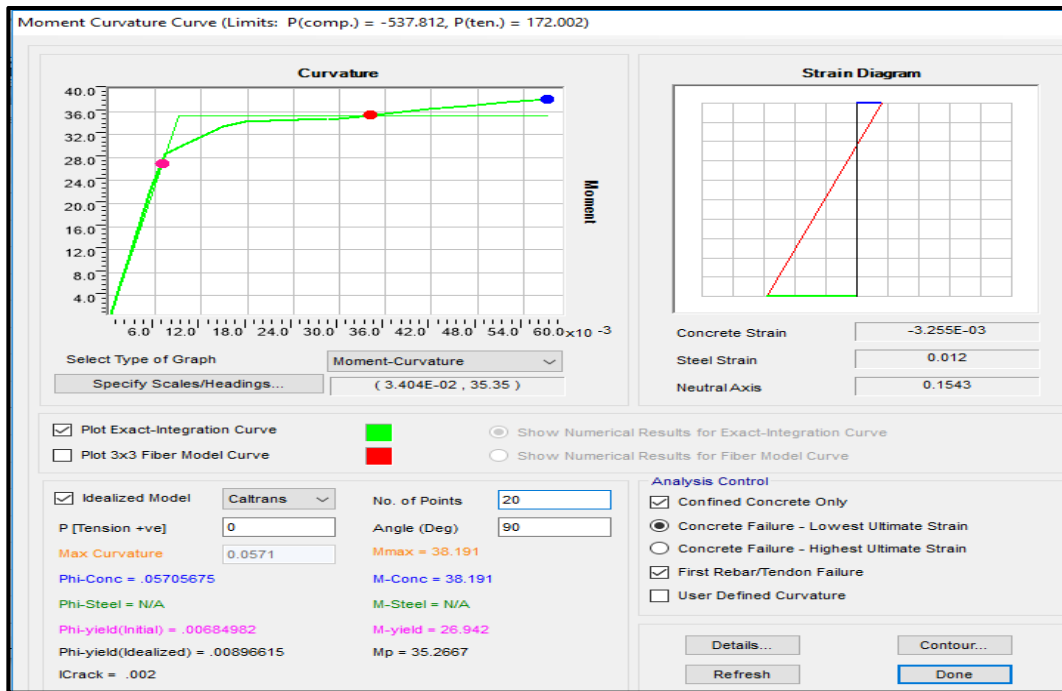 Moment Curvature Curve (Limits: P(comp.) = -537.812, P(ten.) = 172.002)
Curvature
40.0
36.0
32.0
28.0
24.0
20.0
16.0
12.0
8.0
4.0
Moment
6.0 12.0 18.0 24.0 30.0 36.0 42.0 48.0 54.0 60.0 x10 -3
Select Type of Graph
Moment-Curvature
Specify Scales/Headings...
( 3.404E-02 , 35.35 )
Strain Diagram
Concrete Strain
-3.255E-03
Steel Strain
0.012
Neutral Axis
0.1543
Plot Exact-Integration Curve
Show Numerical Results for Exact-Integration Curve
Plot 3x3 Fiber Model Curve
Show Numerical Results for Fiber Model Curve
Idealized Model
Caltrans
No. of Points
20
P [Tension +ve]
0
Angle (Deg)
90
Max Curvature
0.0571
Mmax = 38.191
Phi-Conc = .05705675
M-Conc = 38.191
Phi-Steel = N/A
M-Steel = N/A
Phi-yield(Initial) = .00684982
M-yield = 26.942
Phi-yield(Idealized) = .00896615
Mp = 35.2667
ICrack = .002
Analysis Control
Confined Concrete Only
Concrete Failure - Lowest Ultimate Strain
Concrete Failure - Highest Ultimate Strain
First Rebar/Tendon Failure
User Defined Curvature
Details...
Contour...
Refresh
Done